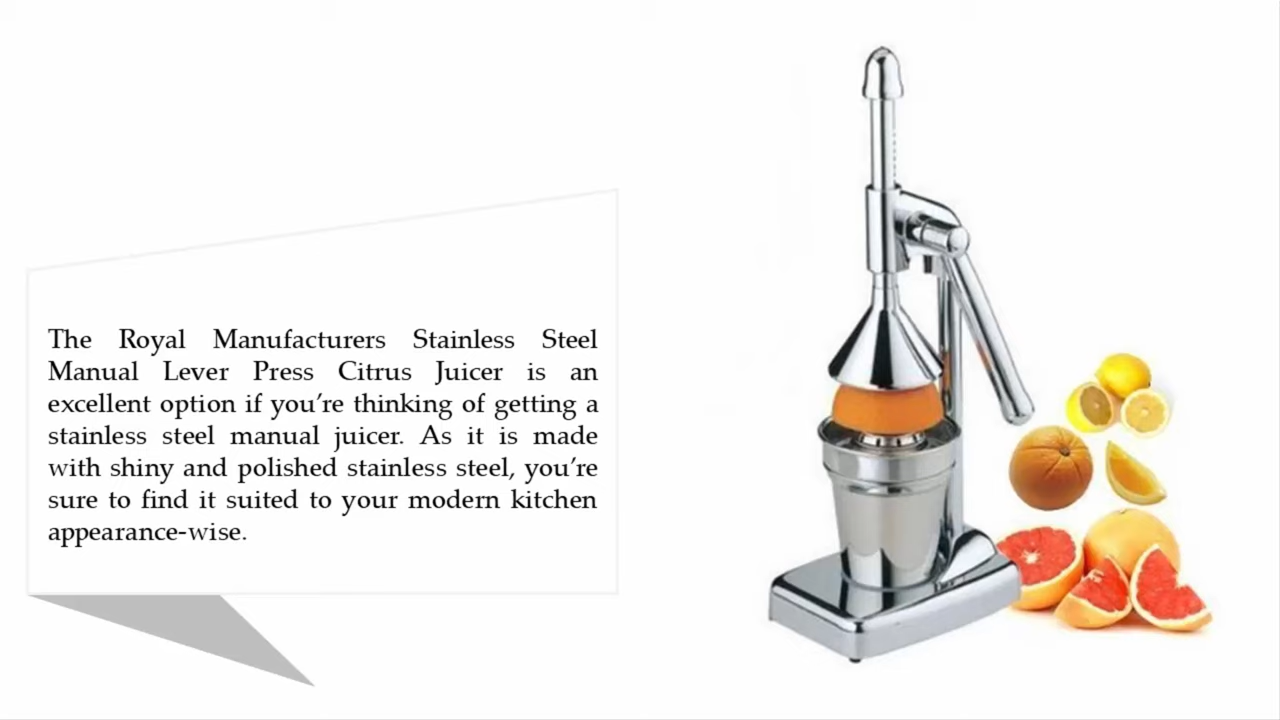 The Royal Manufacturers Stainless Steel
Manual Lever Press Citrus Juicer is an
excellent option if you’re thinking of getting a
stainless steel manual juicer. As it is made
with shiny and polished stainless steel, you’re
sure to find it suited to your modern kitchen
appearance-wise.